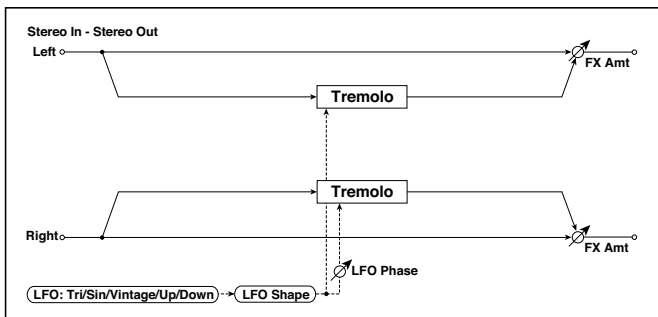 Stereo In - Stereo Out
Left
FX Amt
Tremolo
Tremolo
Right
FX Amt
LFO Phase
LFO: Tri/Sin/Vintage/Up/Down
LFO Shape